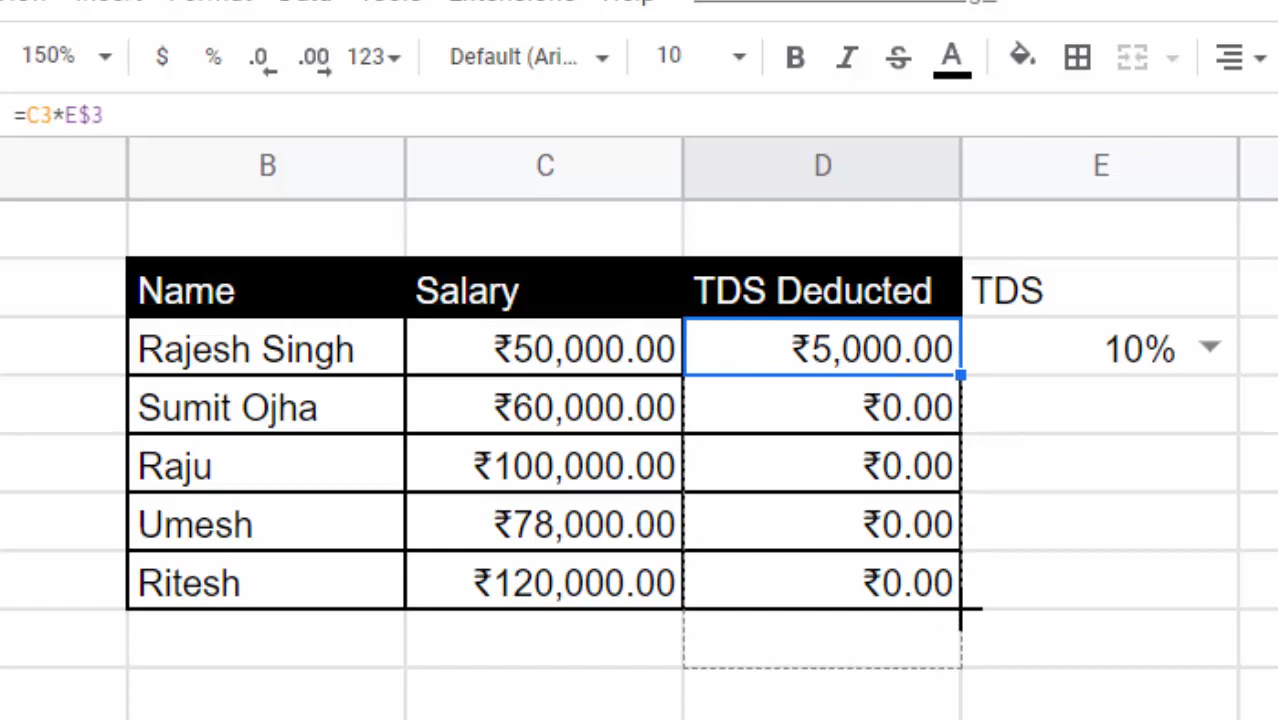 150% $ % .0 .00 123 Default (Ari... 10 B I S A
=C3*E$3
B C D E
Name Salary TDS Deducted TDS
Rajesh Singh ₹50,000.00 ₹5,000.00 10%
Sumit Ojha ₹60,000.00 ₹0.00
Raju ₹100,000.00 ₹0.00
Umesh ₹78,000.00 ₹0.00
Ritesh ₹120,000.00 ₹0.00